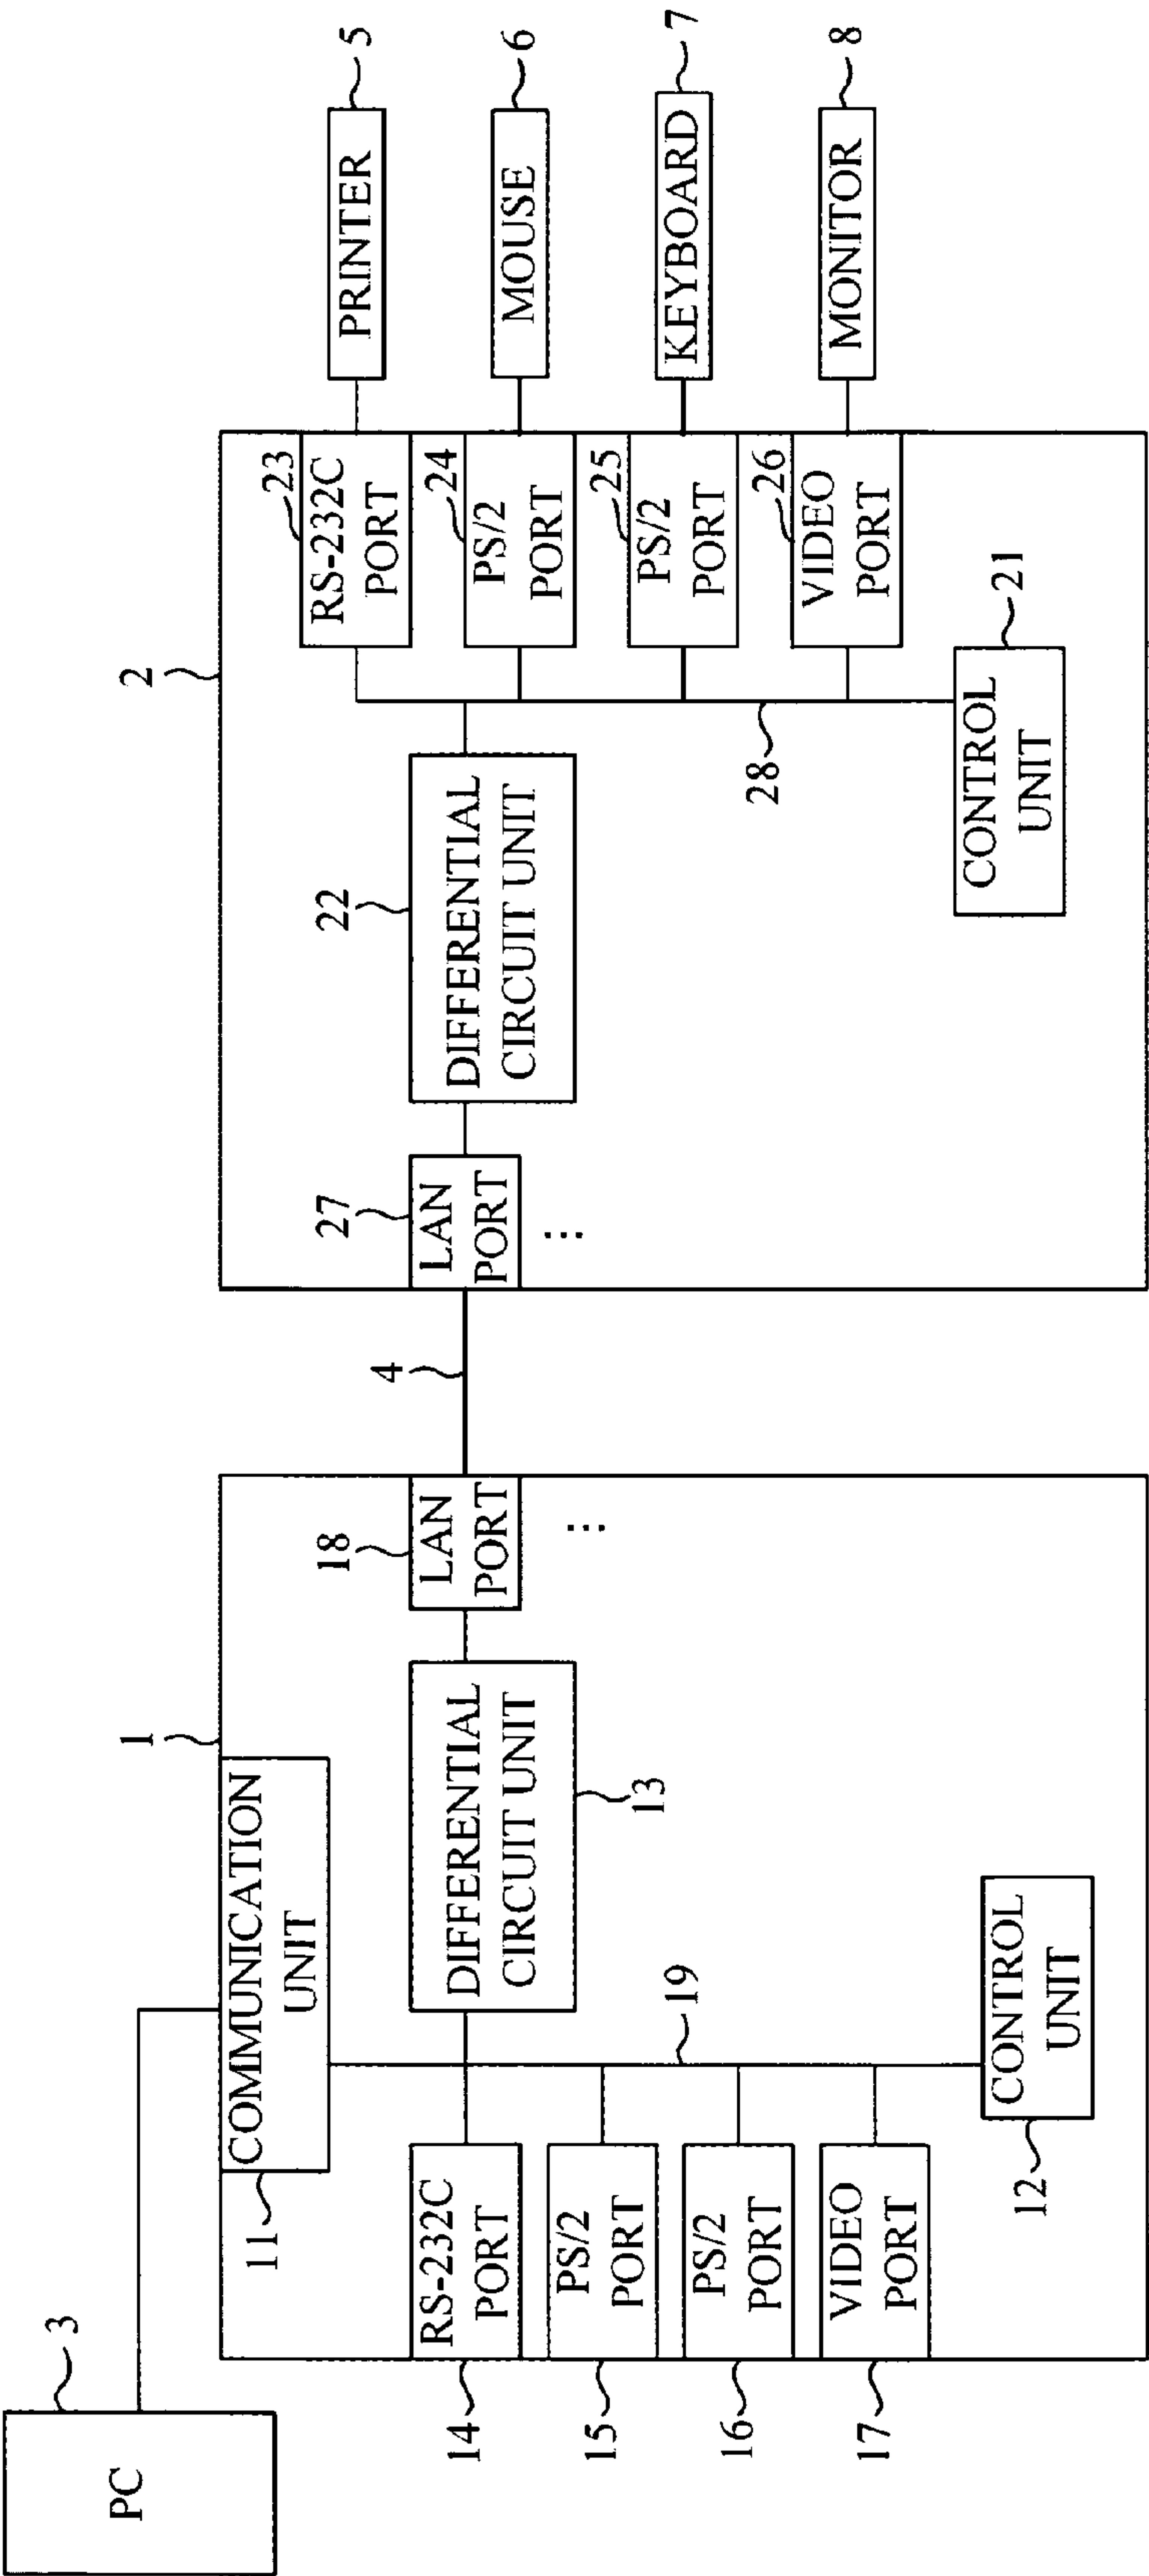 PC
3
1
COMMUNICATION
UNIT
11
RS-232C
PORT
14
PS/2
PORT
15
PS/2
PORT
16
VIDEO
PORT
17
19
CONTROL
UNIT
12
DIFFERENTIAL
CIRCUIT UNIT
13
LAN
PORT
18
...
4
2
LAN
PORT
27
...
DIFFERENTIAL
CIRCUIT UNIT
22
28
CONTROL
UNIT
21
23
RS-232C
PORT
24
PS/2
PORT
25
PS/2
PORT
26
VIDEO
PORT
PRINTER
5
MOUSE
6
KEYBOARD
7
MONITOR
8